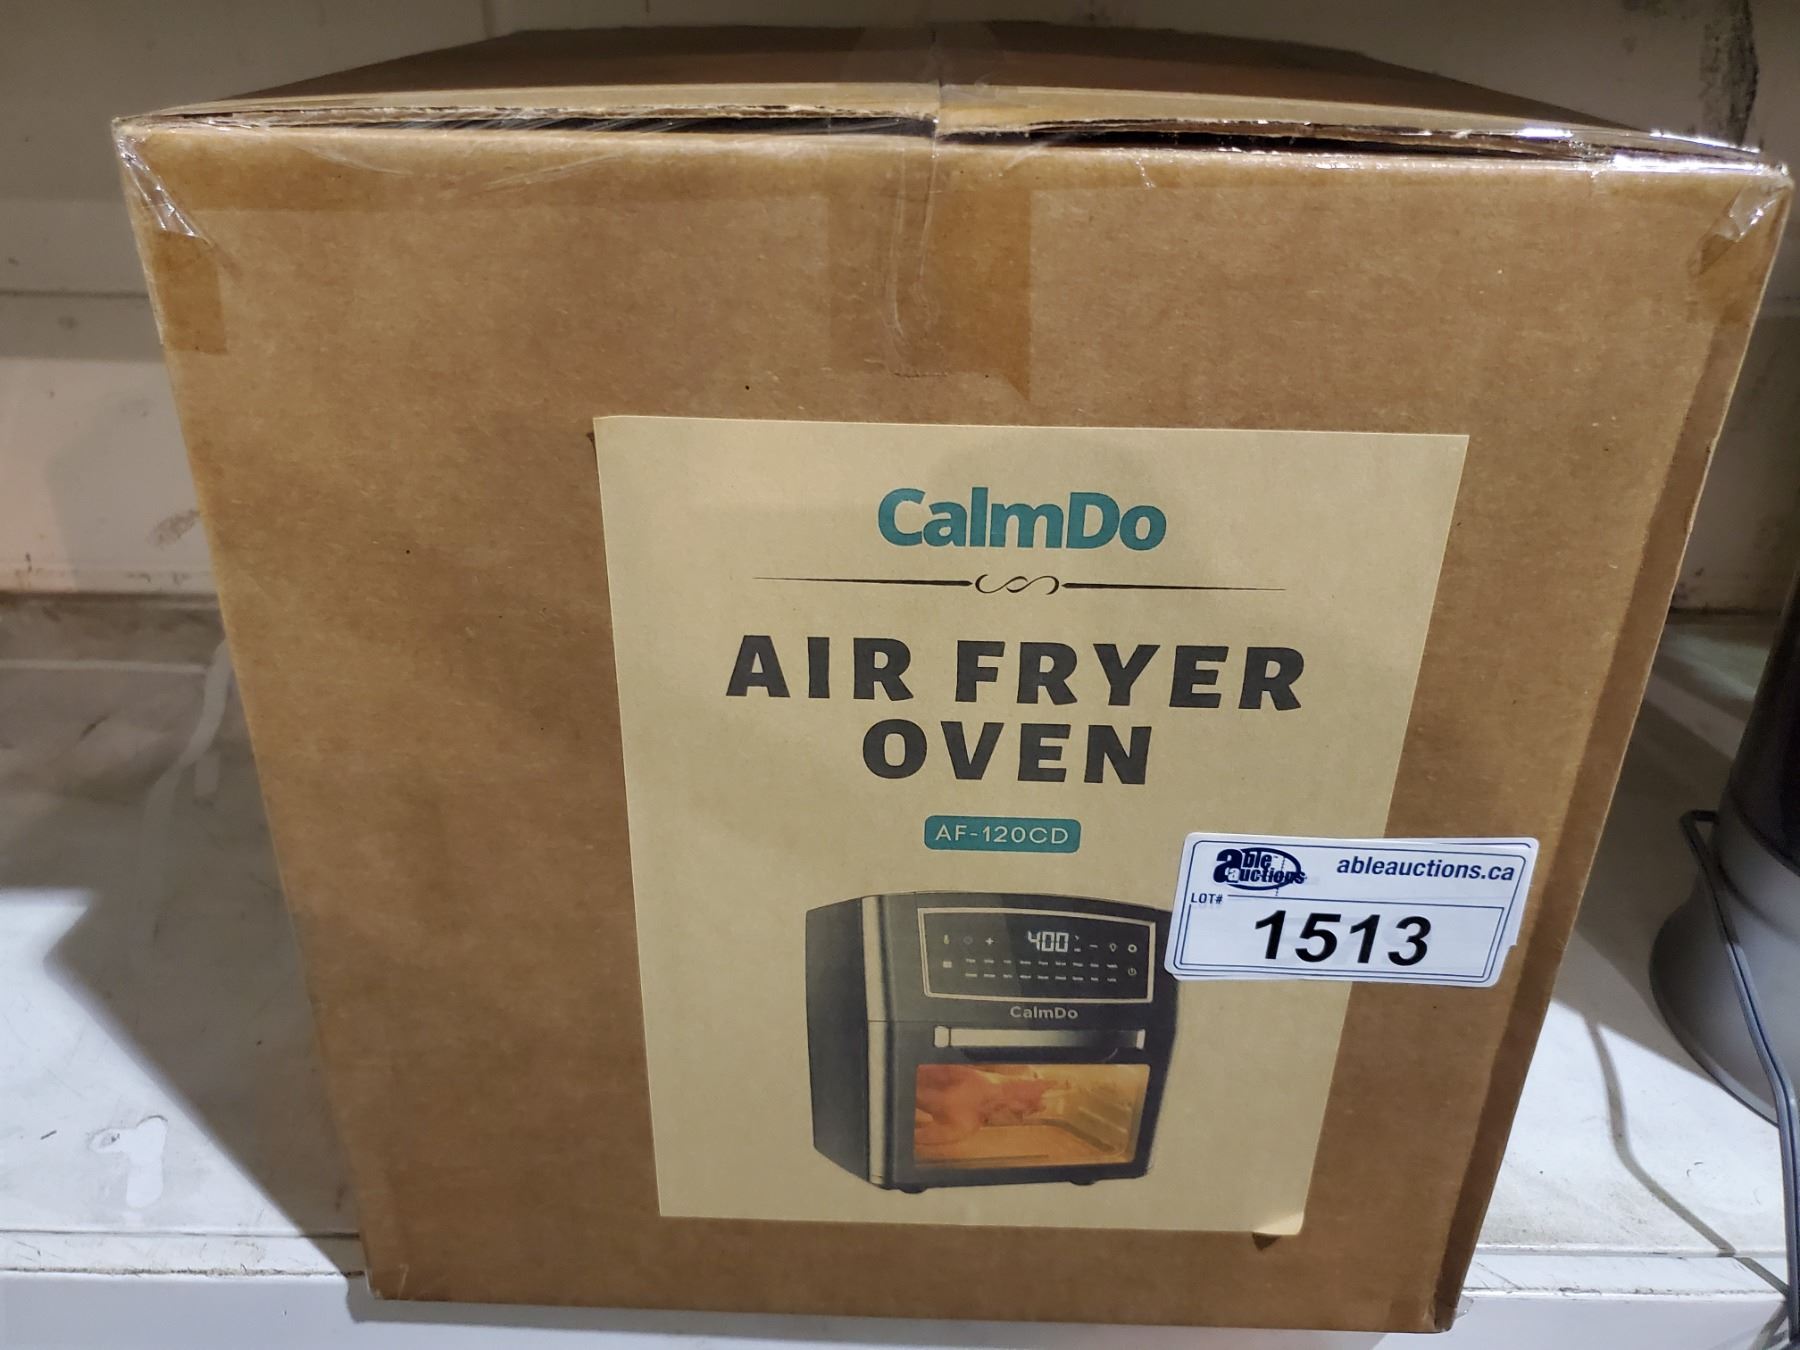 CalmDo
AIR FRYER
OVEN
AF-120CD
able auctions
ableauctions.ca
LOT#
1513
400
CalmDo